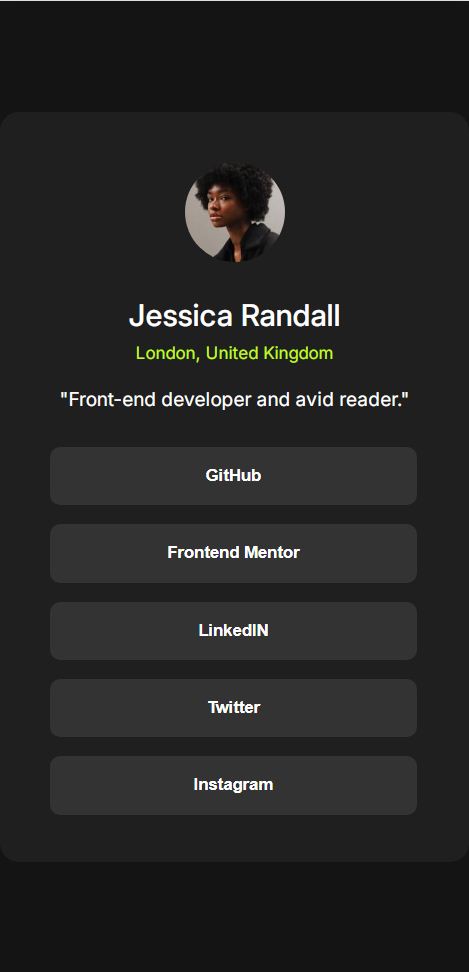 Jessica Randall
London, United Kingdom
"Front-end developer and avid reader."
GitHub
Frontend Mentor
LinkedIN
Twitter
Instagram